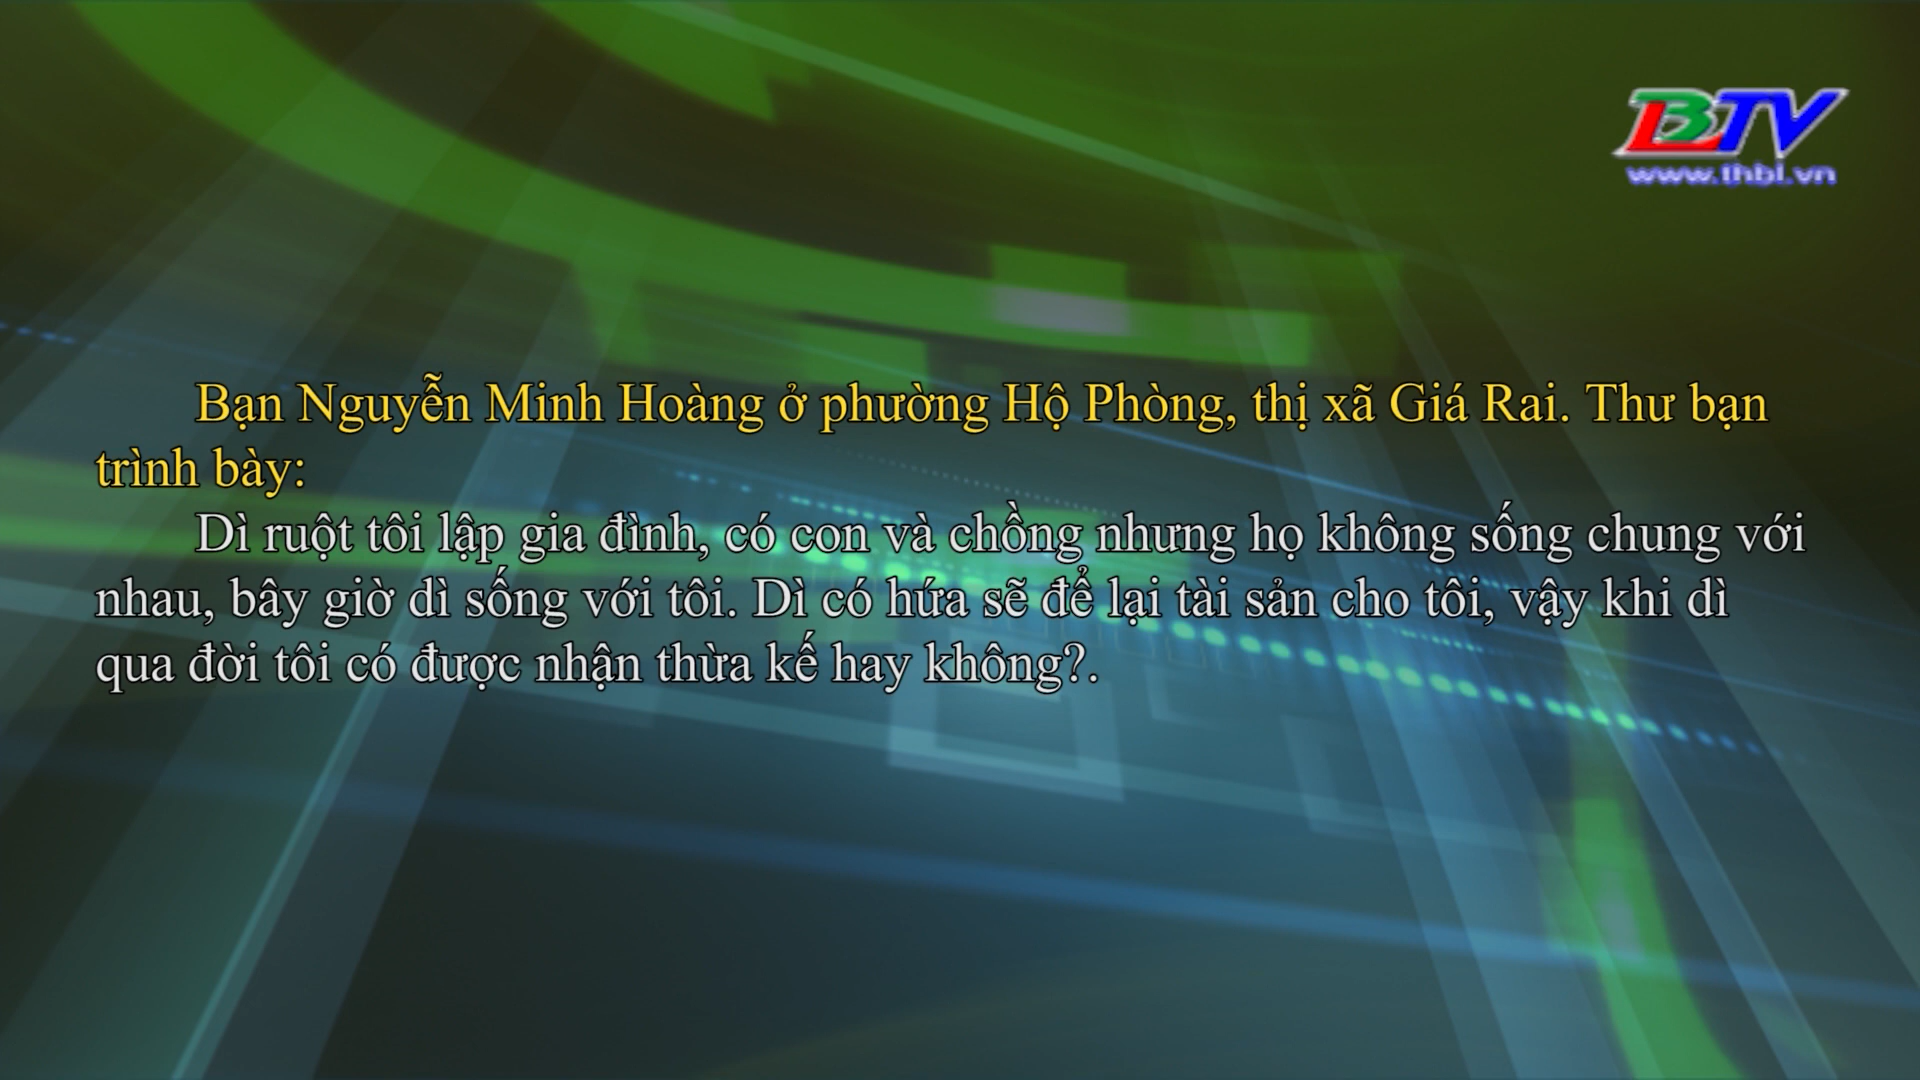 BTV
www.thbl.vn
Bạn Nguyễn Minh Hoàng ở phường Hộ Phòng, thị xã Giá Rai. Thư bạn
trình bày:
Dì ruột tôi lập gia đình, có con và chồng nhưng họ không sống chung với
nhau, bây giờ dì sống với tôi. Dì có hứa sẽ để lại tài sản cho tôi, vậy khi dì
qua đời tôi có được nhận thừa kế hay không?.